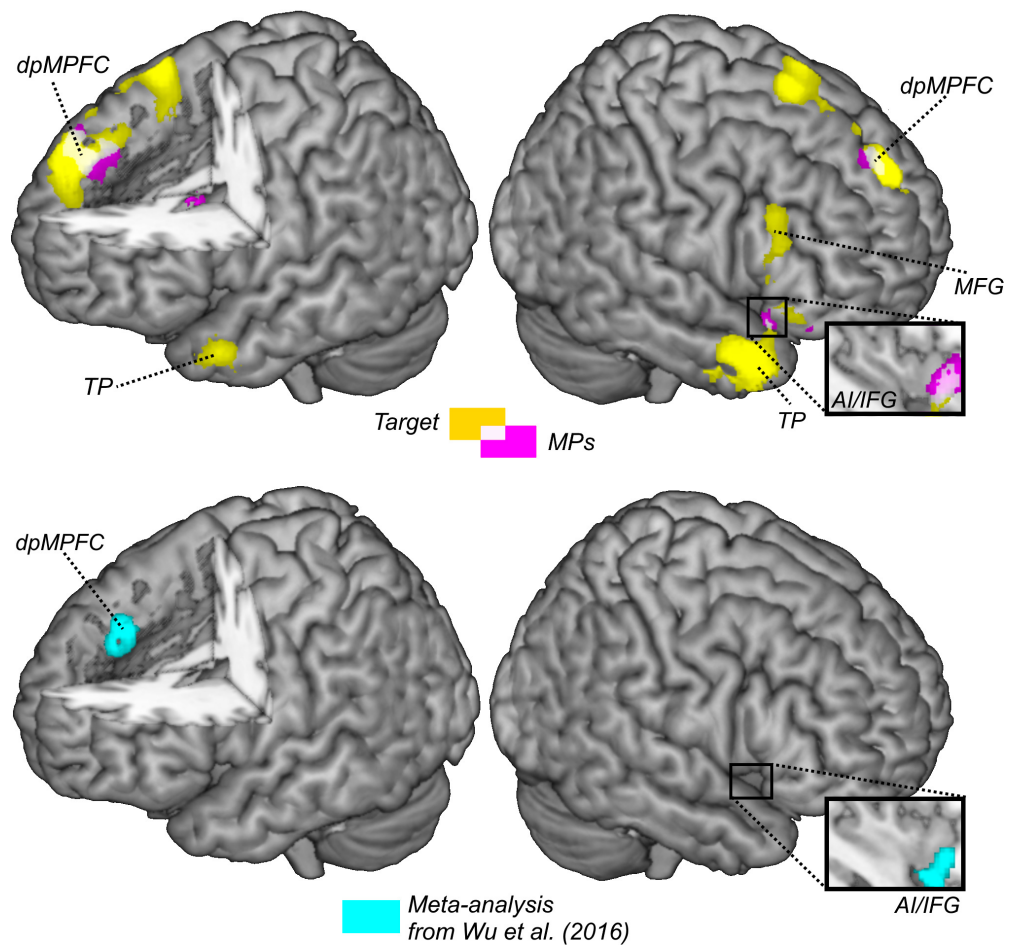 dpMPFC
dpMPFC
MFG
AI/IFG
TP
TP
Target
MPs
dpMPFC
AI/IFG
Meta-analysis
from Wu et al. (2016)